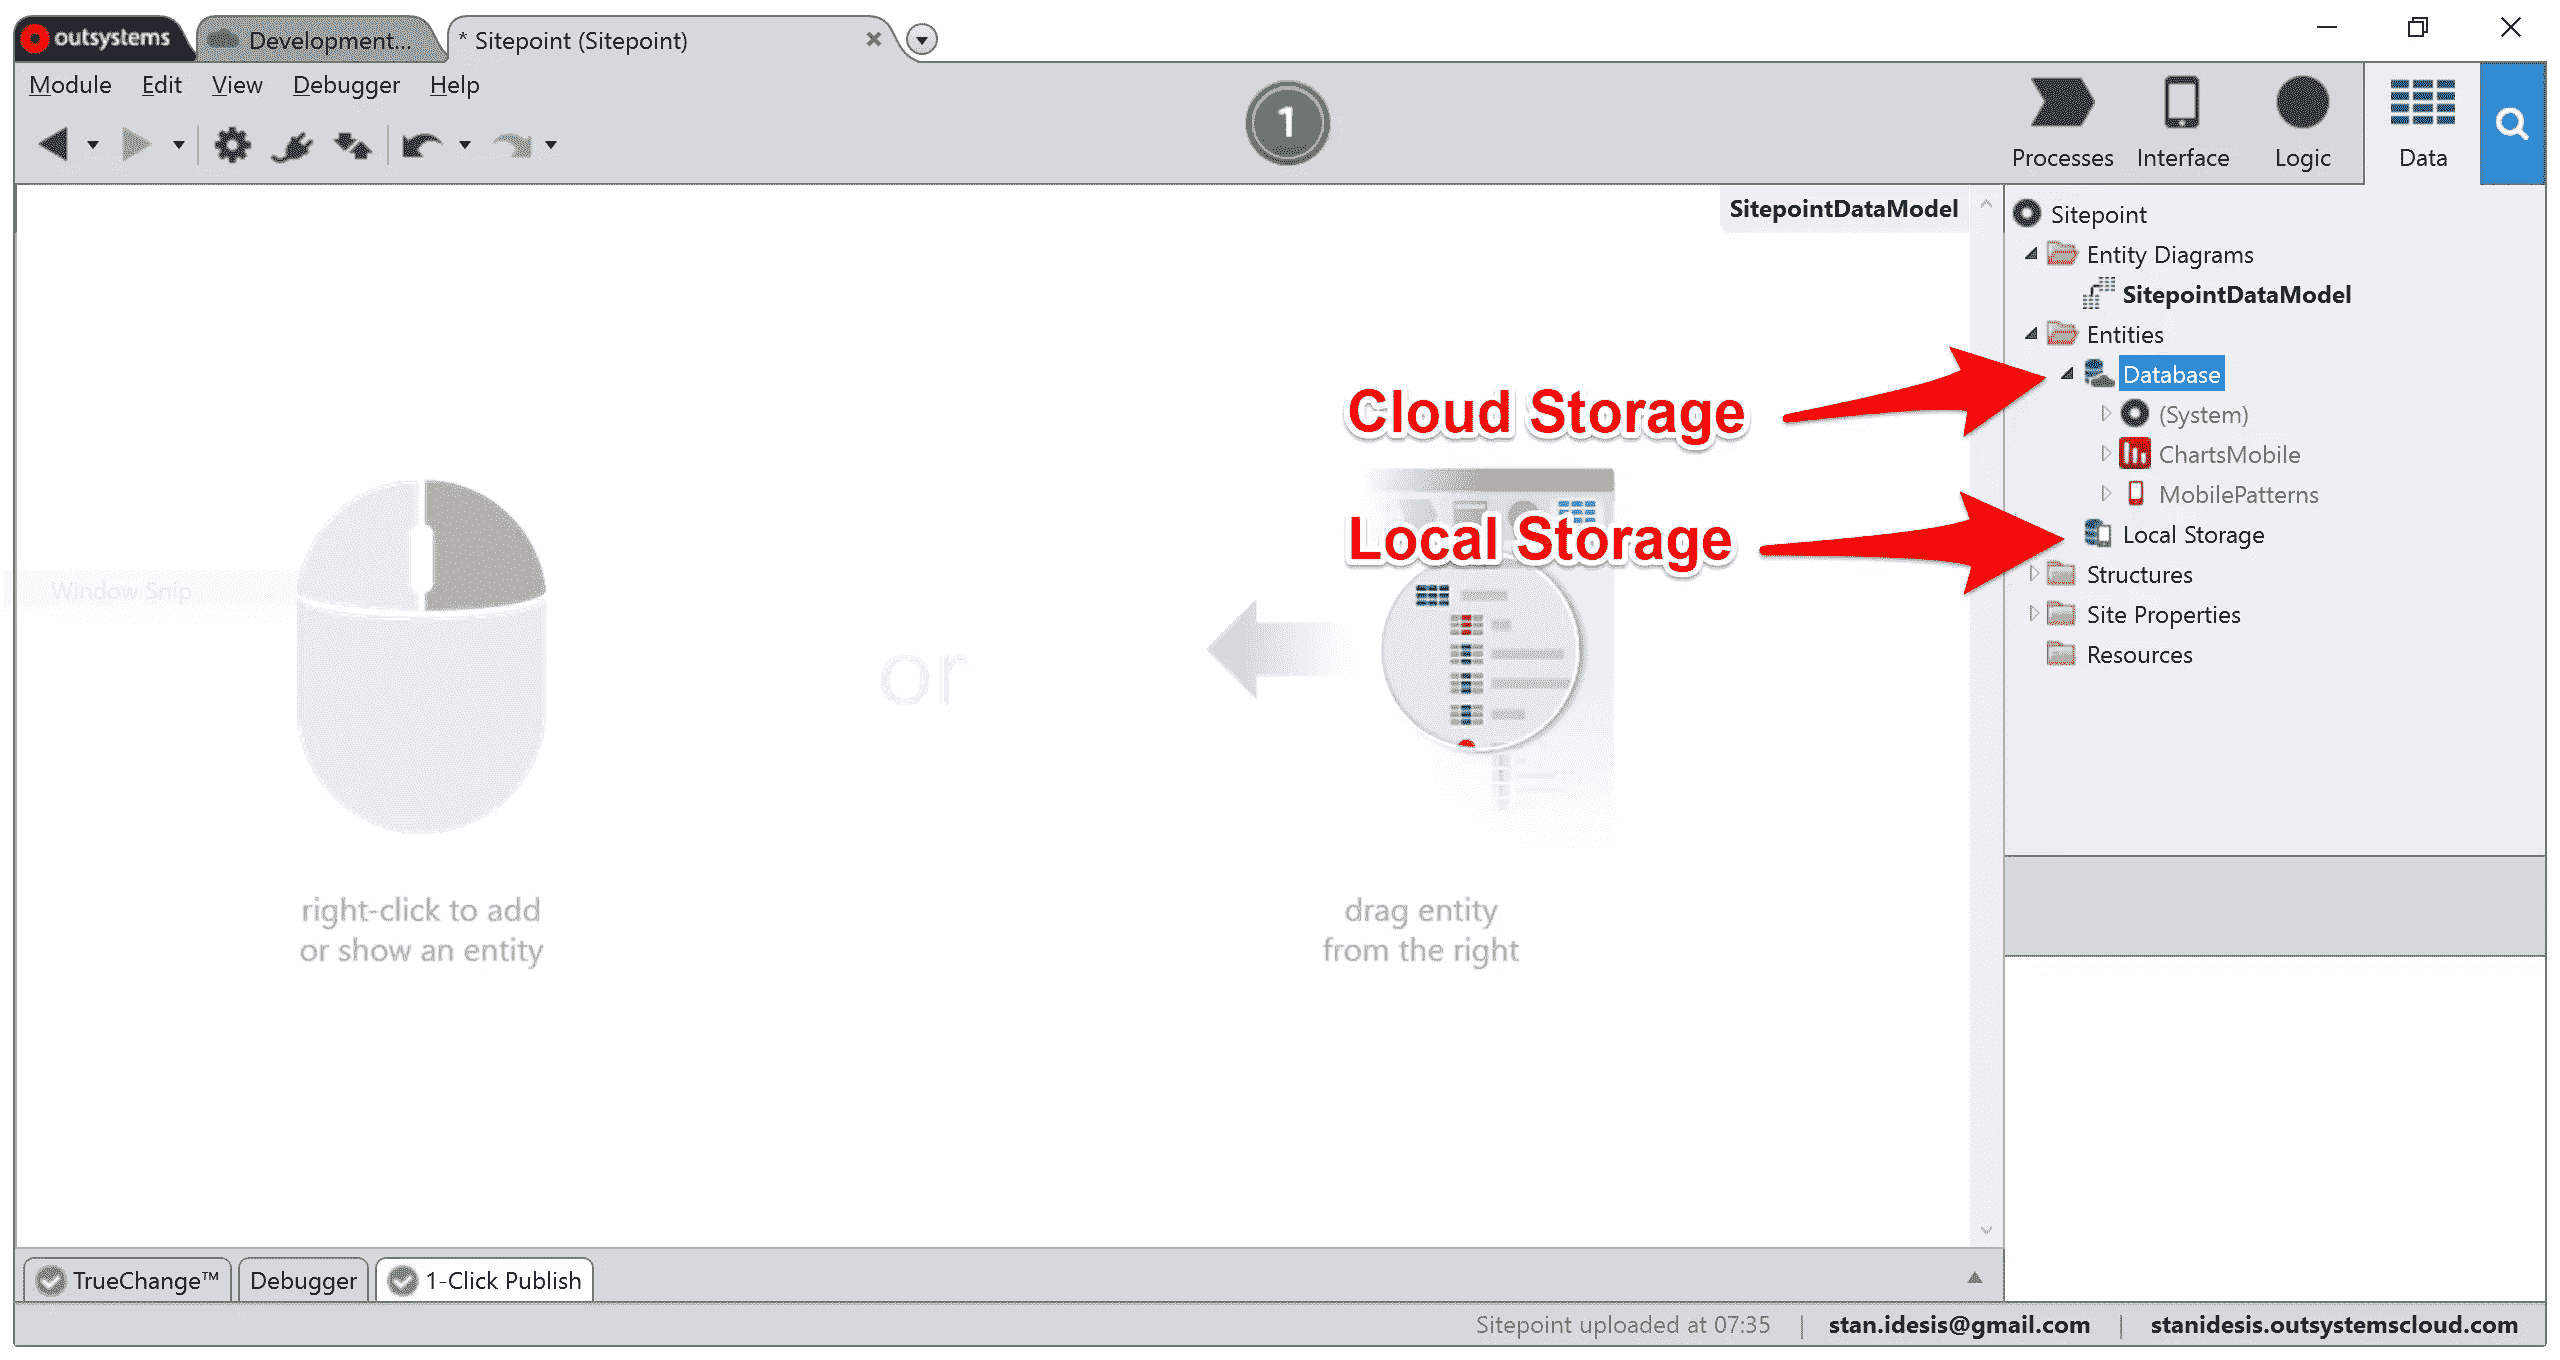 outsystems
Development...
* Sitepoint (Sitepoint)
Module Edit View Debugger Help
1
Processes Interface Logic Data
SitepointDataModel
Sitepoint
Entity Diagrams
SitepointDataModel
Entities
Database
(System)
ChartsMobile
MobilePatterns
Local Storage
Structures
Site Properties
Resources
Cloud Storage
Local Storage
Window Snip
or
right-click to add
or show an entity
drag entity
from the right
TrueChange™ Debugger 1-Click Publish
Sitepoint uploaded at 07:35 | stan.idesis@gmail.com | stanidesis.outsystemscloud.com